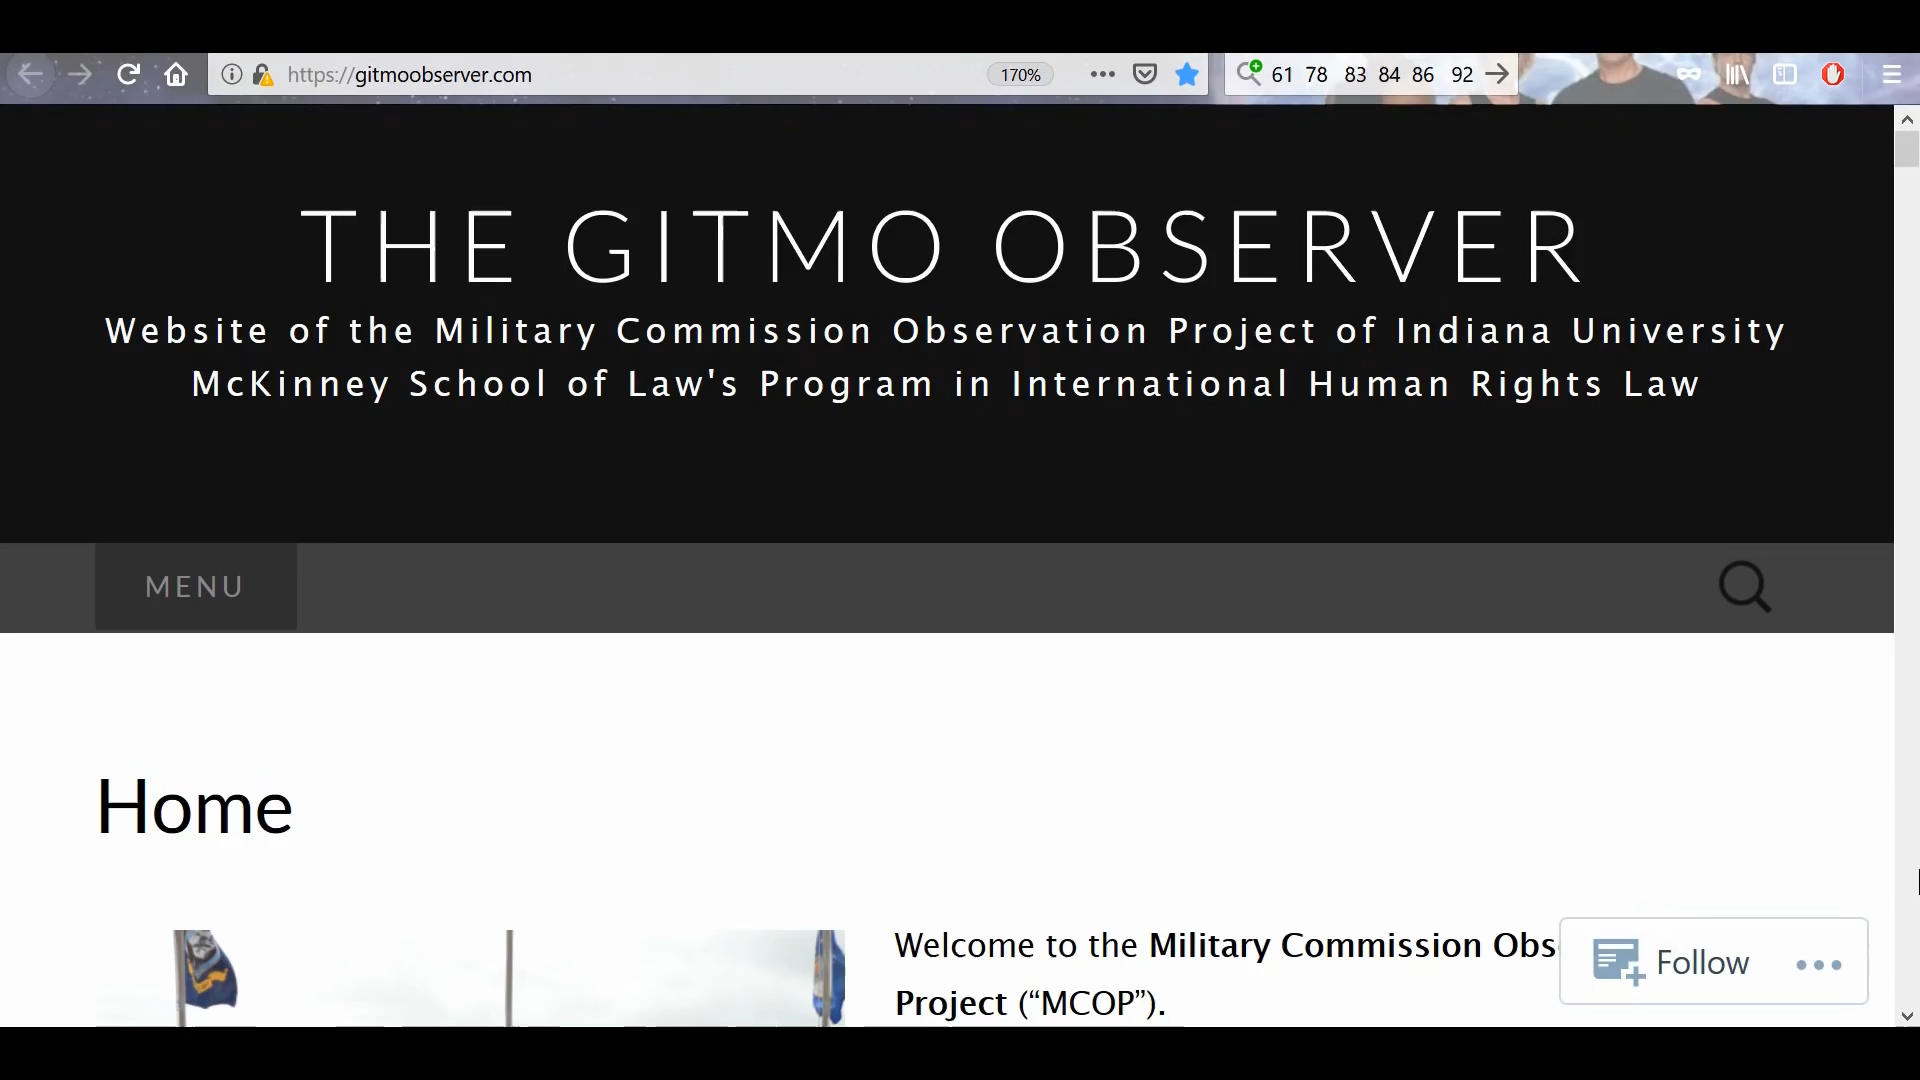 https://gitmoobserver.com 170% 61 78 83 84 86 92
THE GITMO OBSERVER
Website of the Military Commission Observation Project of Indiana University
McKinney School of Law's Program in International Human Rights Law
MENU
Home
Welcome to the Military Commission Obs
Project (“MCOP”).
Follow